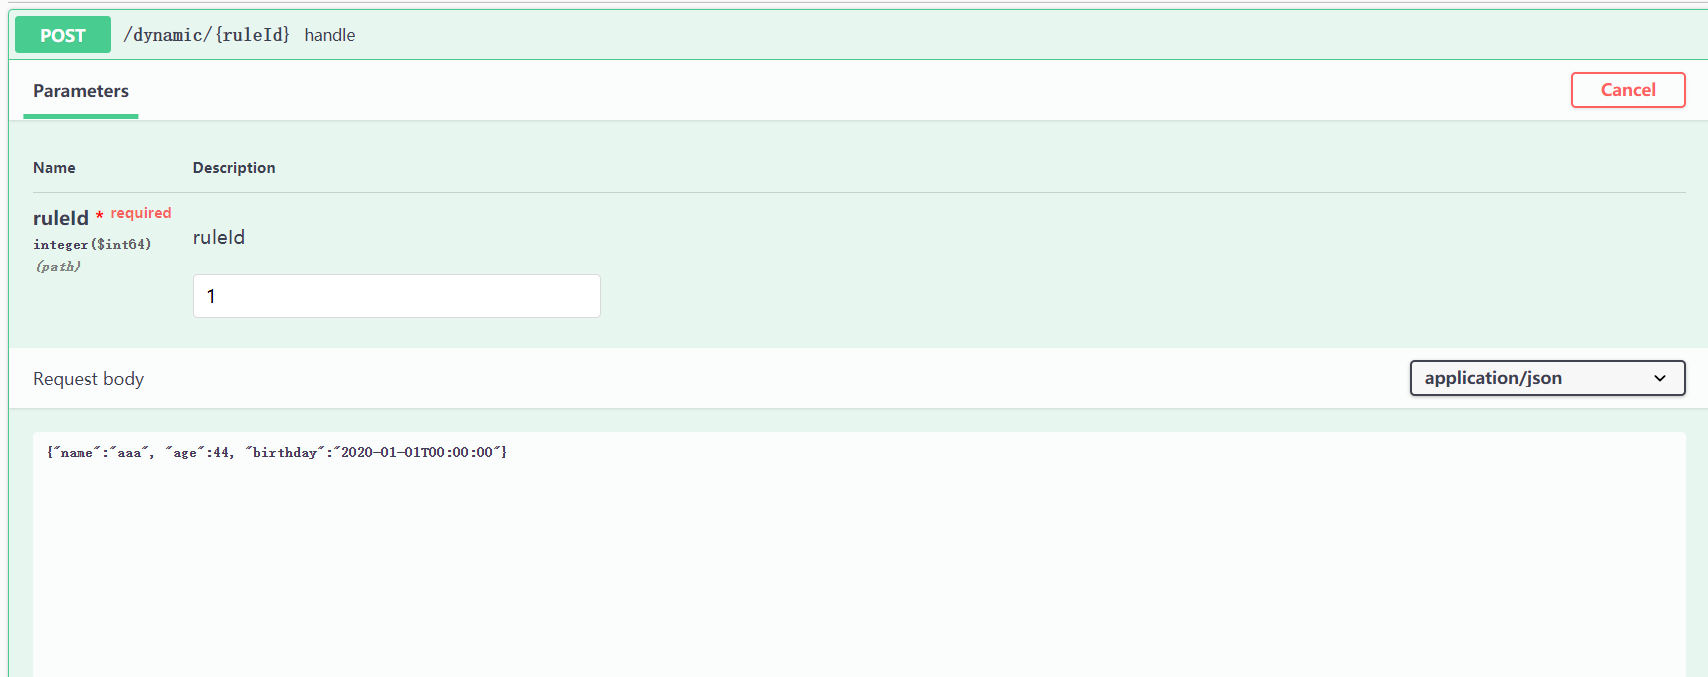 POST /dynamic/{ruleId} handle
Parameters
Cancel
Name Description
ruleId * required
integer($int64)
(path)
ruleId
1
Request body
application/json
{"name":"aaa", "age":44, "birthday":"2020-01-01T00:00:00"}